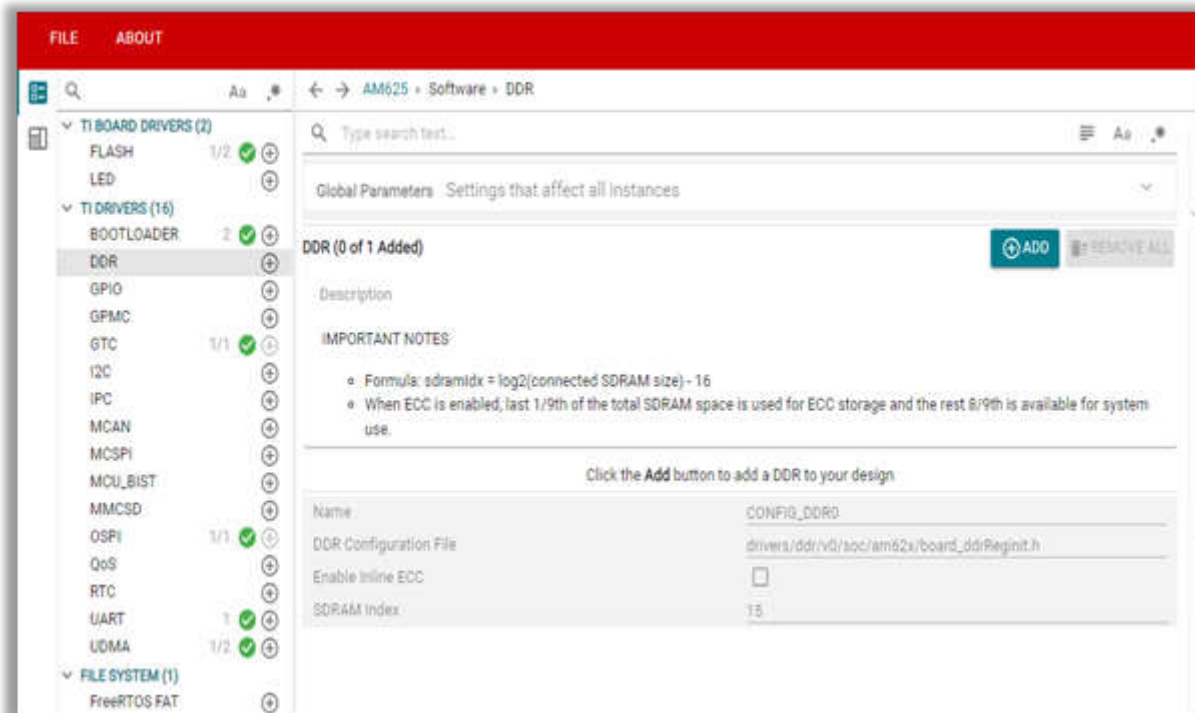 FILE ABOUT
Aa .*
AM625 › Software › DDR
TI BOARD DRIVERS (2)
FLASH 1/2
LED
TI DRIVERS (16)
BOOTLOADER 2
DDR
GPIO
GPMC
GTC 1/1
I2C
IPC
MCAN
MCSPI
MCU_BIST
MMCSD
OSPI 1/1
QoS
RTC
UART 1
UDMA 1/2
FILE SYSTEM (1)
FreeRTOS FAT
Type search text...
Aa .*
Global Parameters Settings that affect all instances
DDR (0 of 1 Added)
ADD REMOVE ALL
Description
IMPORTANT NOTES
Formula: sdramIdx = log2(connected SDRAM size) - 16
When ECC is enabled, last 1/9th of the total SDRAM space is used for ECC storage and the rest 8/9th is available for system
use.
Click the Add button to add a DDR to your design
Name CONFIG_DDR0
DDR Configuration File drivers/ddr/v0/soc/am62x/board_ddrReginit.h
Enable Inline ECC
SDRAM Index 15